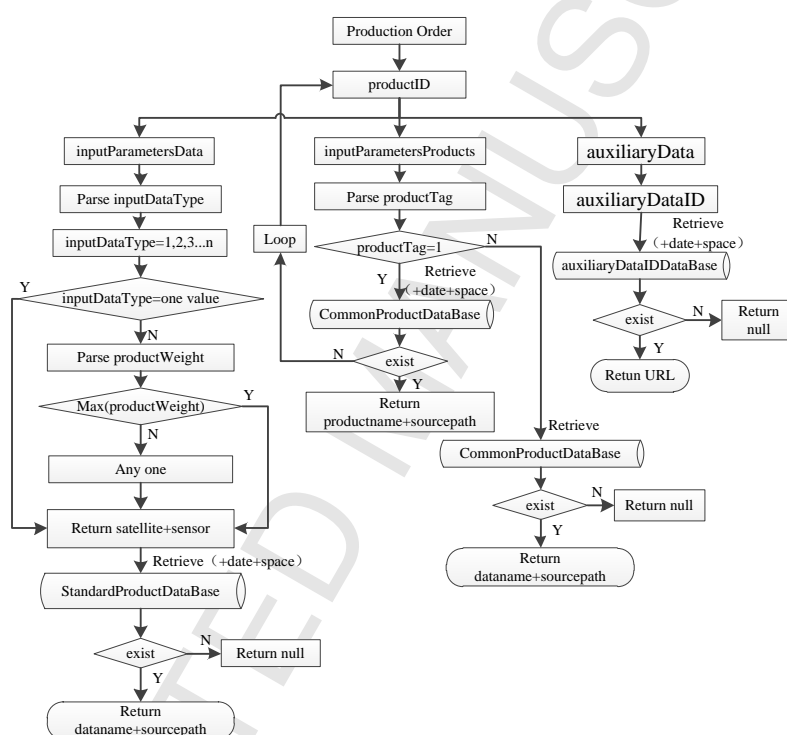 Production Order
productID
inputParametersData
Parse inputDataType
inputDataType=1,2,3...n
Y
inputDataType=one value
N
Parse productWeight
Max(productWeight)
Y
N
Any one
Return satellite+sensor
Retrieve（+date+space）
StandardProductDataBase
exist
N
Return null
Y
Return
dataname+sourcepath
Loop
inputParametersProducts
Parse productTag
productTag=1
N
Y
Retrieve
（+date+space）
CommonProductDataBase
N
exist
Y
Return
productname+sourcepath
Retrieve
CommonProductDataBase
exist
N
Return null
Y
Return
dataname+sourcepath
auxiliaryData
auxiliaryDataID
Retrieve
（+date+space）
auxiliaryDataIDDataBase
exist
N
Return
null
Y
Retun URL
TED MANUSC